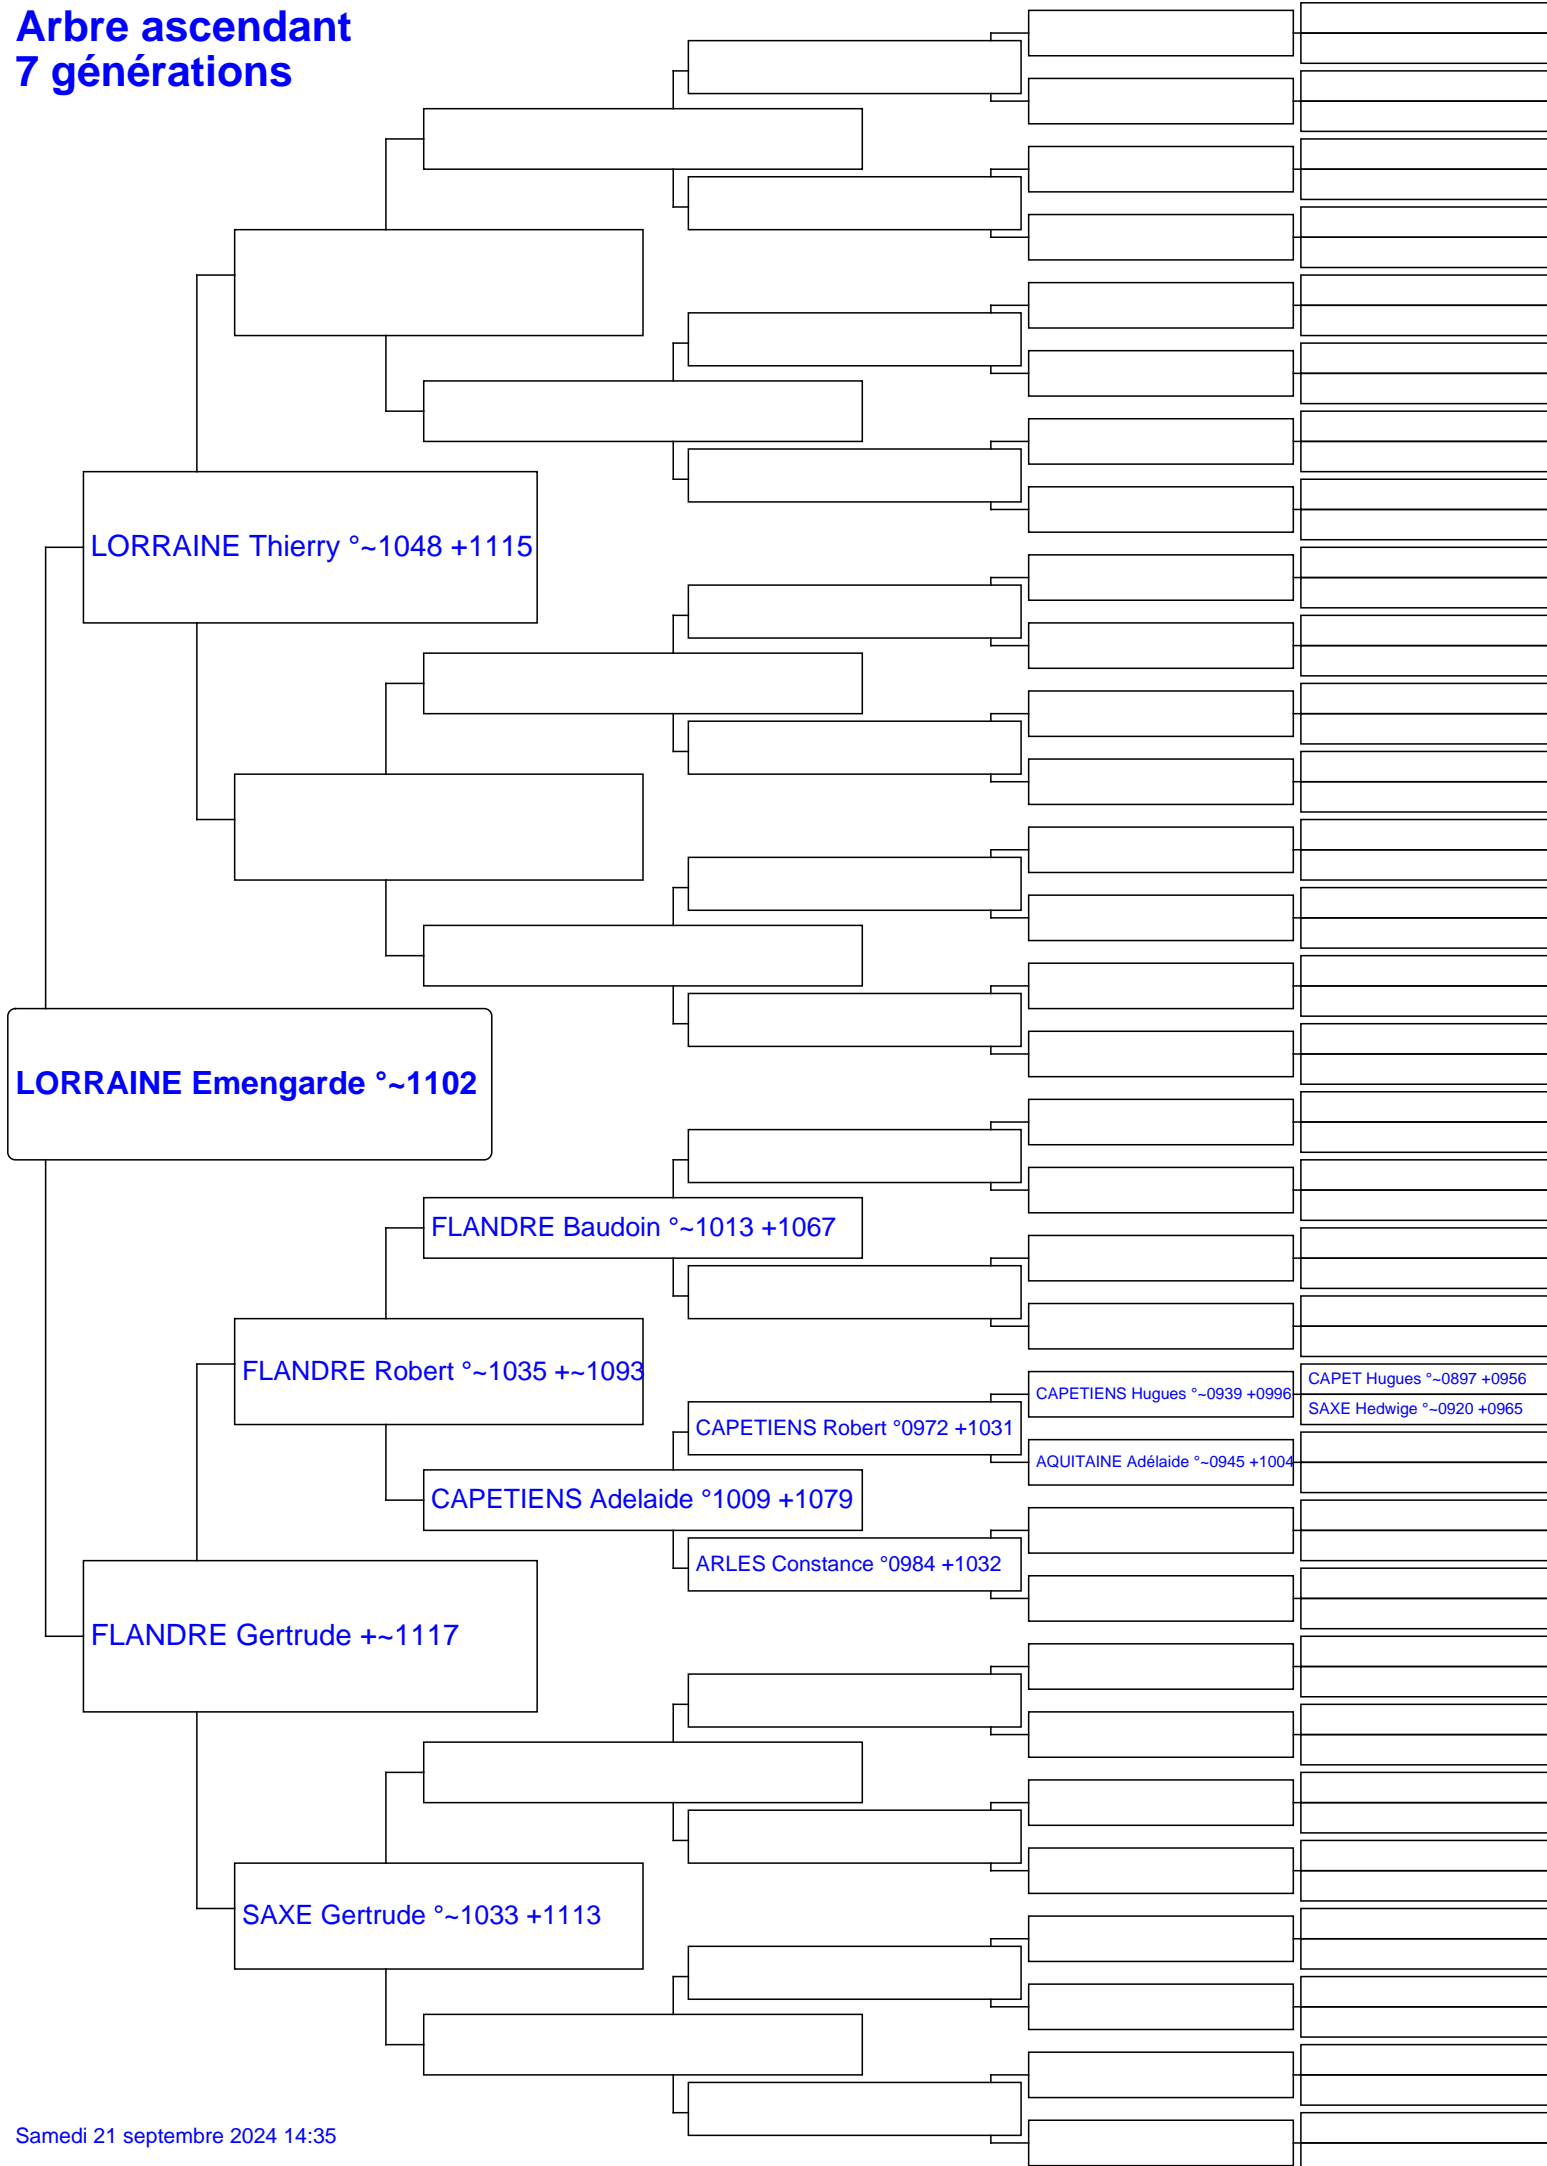 Arbre ascendant
7 générations
LORRAINE Thierry °~1048 +1115
LORRAINE Emengarde °~1102
FLANDRE Baudoin °~1013 +1067
FLANDRE Robert °~1035 +~1093
CAPETIENS Hugues °~0939 +0996
CAPET Hugues °~0897 +0956
SAXE Hedwige °~0920 +0965
CAPETIENS Robert °0972 +1031
AQUITAINE Adélaide °~0945 +1004
CAPETIENS Adelaide °1009 +1079
ARLES Constance °0984 +1032
FLANDRE Gertrude +~1117
SAXE Gertrude °~1033 +1113
Samedi 21 septembre 2024 14:35